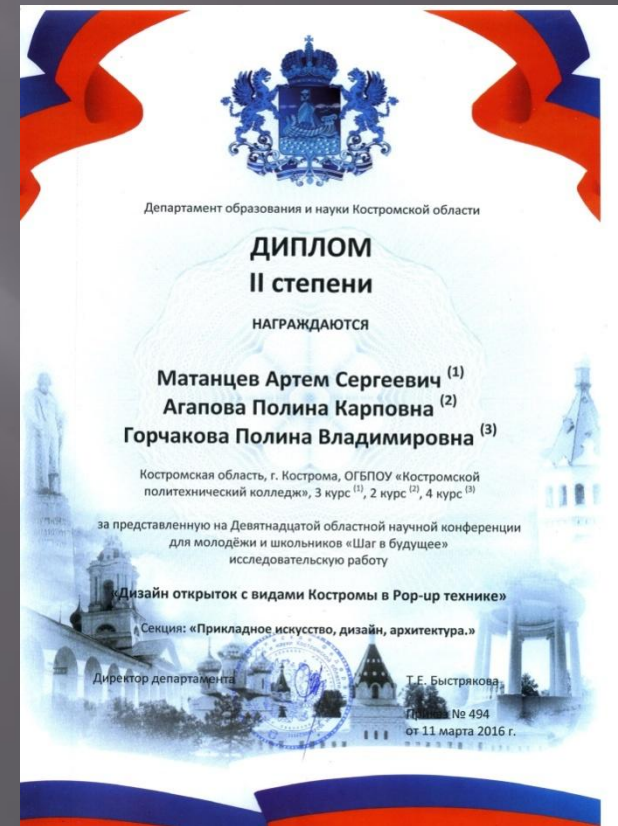 Департамент образования и науки Костромской области
ДИПЛОМ
II степени
НАГРАЖДАЮТСЯ
Матанцев Артем Сергеевич (1)
Агапова Полина Карповна (2)
Горчакова Полина Владимировна (3)
Костромская область, г. Кострома, ОГБПОУ «Костромской
политехнический колледж», 3 курс (1), 2 курс (2), 4 курс (3)
за представленную на Девятнадцатой областной научной конференции
для молодёжи и школьников «Шаг в будущее»
исследовательскую работу
«Дизайн открыток с видами Костромы в Pop-up технике»
Секция: «Прикладное искусство, дизайн, архитектура.»
Директор департамента Т.Е. Быстрякова
Приказ № 494
от 11 марта 2016 г.